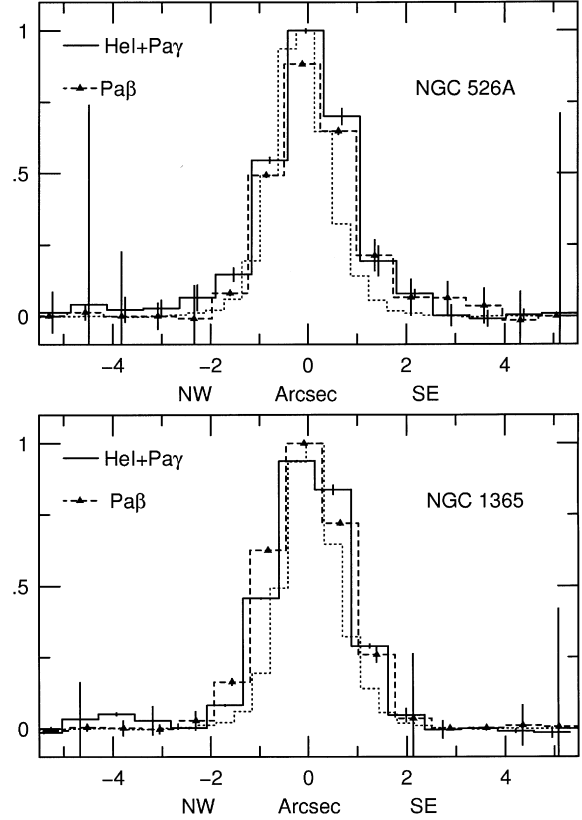 1
HeI+Paγ
Paβ
NGC 526A
.5
0
−4 −2 0 2 4
NW Arcsec SE
1
HeI+Paγ
Paβ
NGC 1365
.5
0
−4 −2 0 2 4
NW Arcsec SE